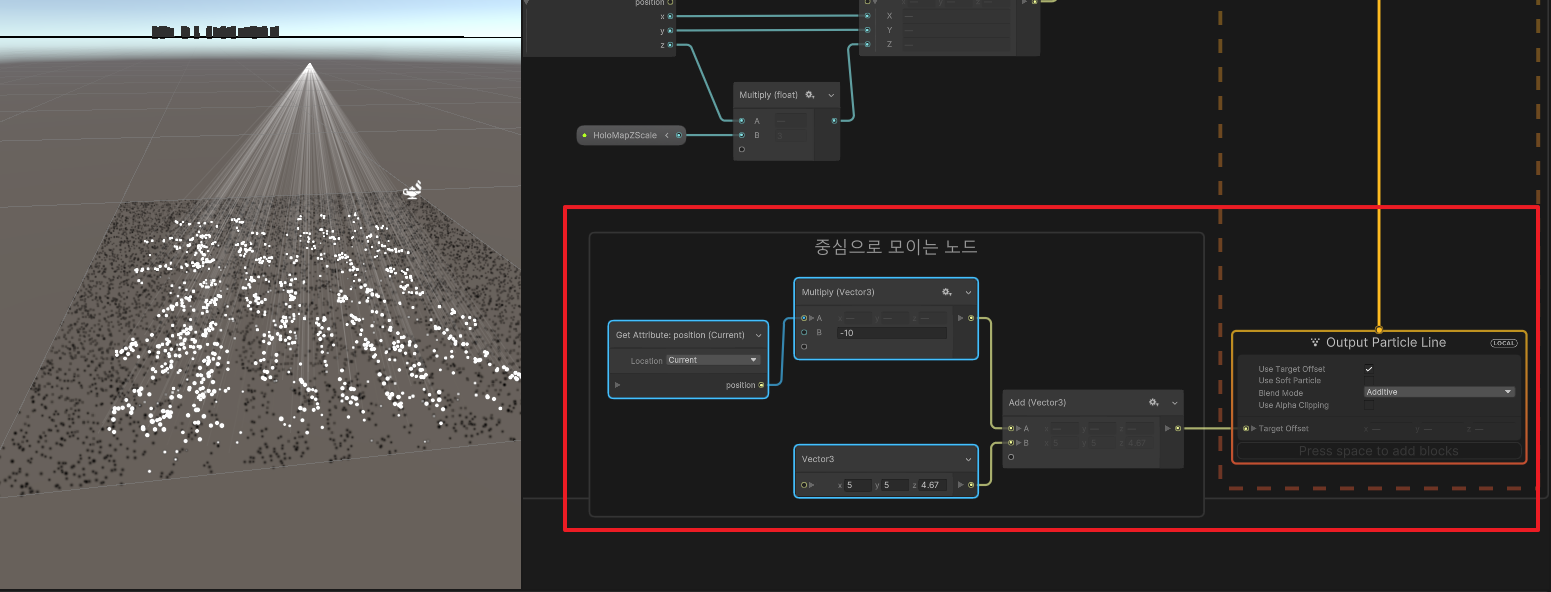 position
x
y
z
X
Y
Z
Multiply (float)
A
B
HoloMapZScale
중심으로 모이는 노드
Multiply (Vector3)
A
B -10
Get Attribute: position (Current)
Location Current
position
Add (Vector3)
A x y z
B x 5 y 5 z 4.67
Vector3
x 5 y 5 z 4.67
Output Particle Line LOCAL
Use Target Offset
Use Soft Particle
Blend Mode Additive
Use Alpha Clipping
Target Offset x y z
Press space to add blocks